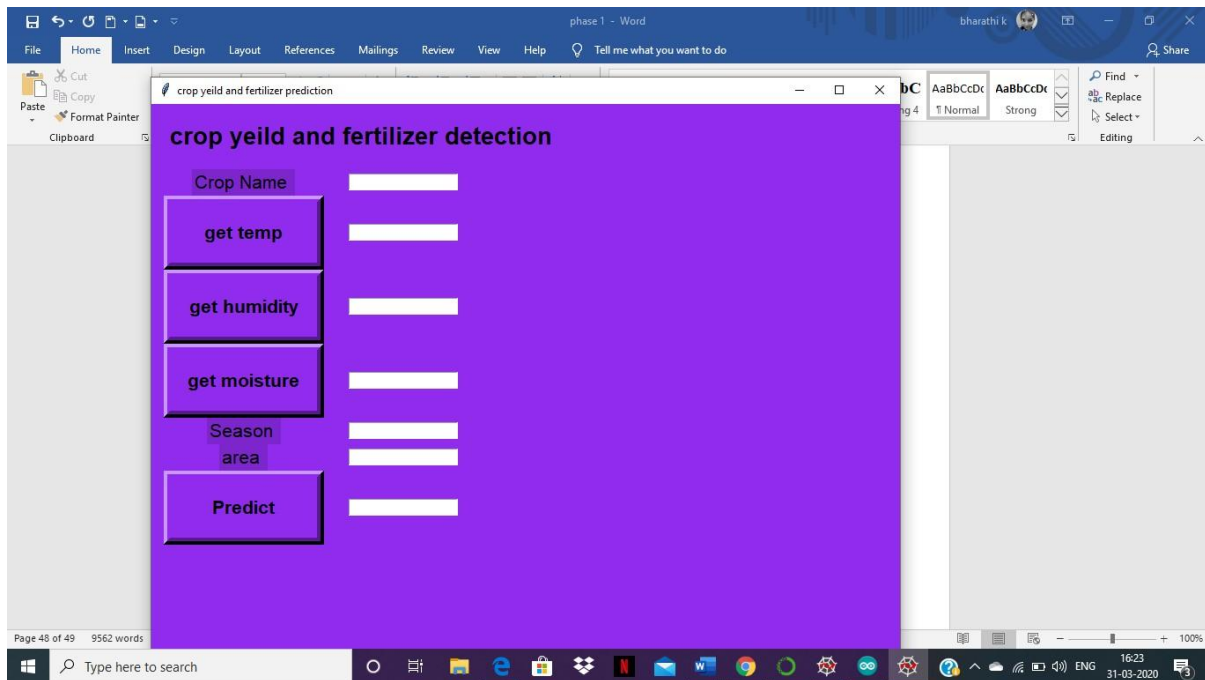 phase 1 - Word
bharathi k
File Home Insert Design Layout References Mailings Review View Help Tell me what you want to do Share
Paste
Cut
Copy
Format Painter
Clipboard
AaBbCcDc
¶ Normal
AaBbCcDc
Strong
Find
Replace
Select
Editing
crop yeild and fertilizer prediction
crop yeild and fertilizer detection
Crop Name
get temp
get humidity
get moisture
Season
area
Predict
Page 48 of 49 9562 words
100%
Type here to search
ENG
16:23
31-03-2020
3